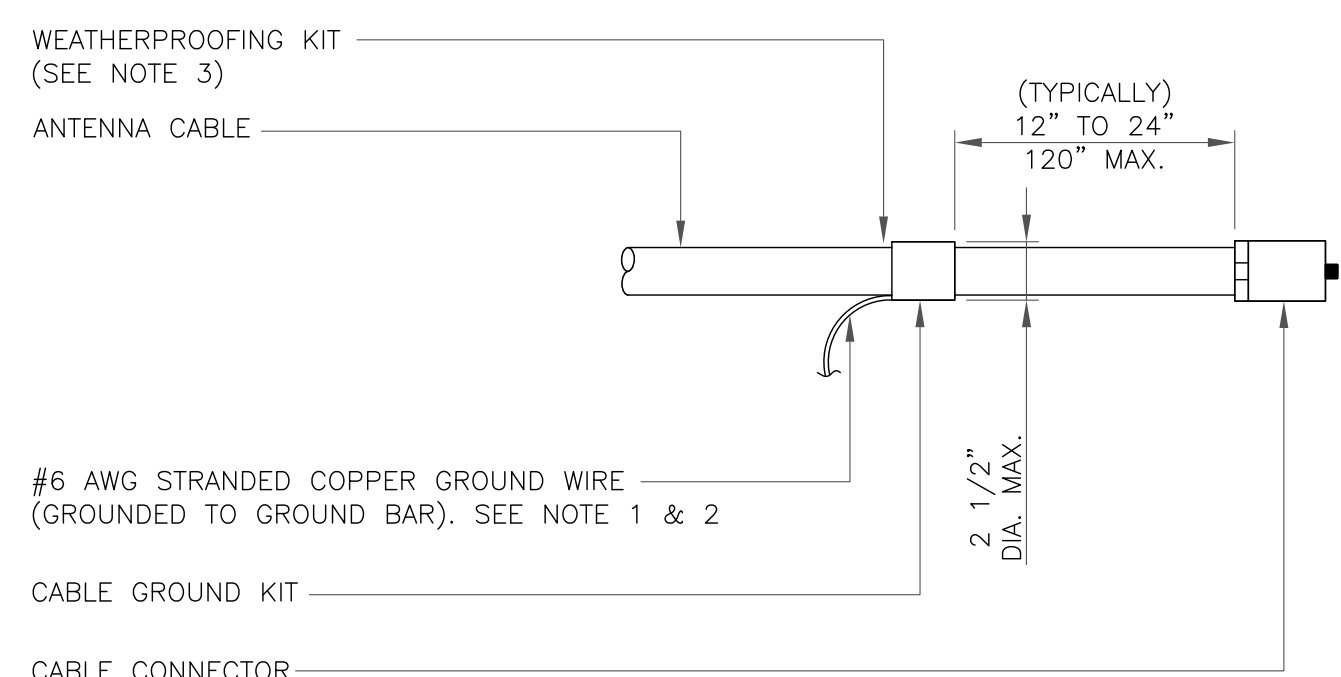 WEATHERPROOFING KIT
(SEE NOTE 3)
ANTENNA CABLE
(TYPICALLY)
12” TO 24”
120” MAX.
#6 AWG STRANDED COPPER GROUND WIRE
(GROUNDED TO GROUND BAR). SEE NOTE 1 & 2
2 1/2”
DIA. MAX.
CABLE GROUND KIT
CABLE CONNECTOR